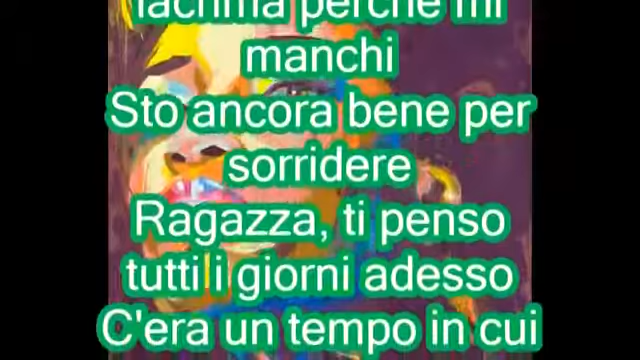 lacrima perché mi
manchi
Sto ancora bene per
sorridere
Ragazza, ti penso
tutti i giorni adesso
C'era un tempo in cui